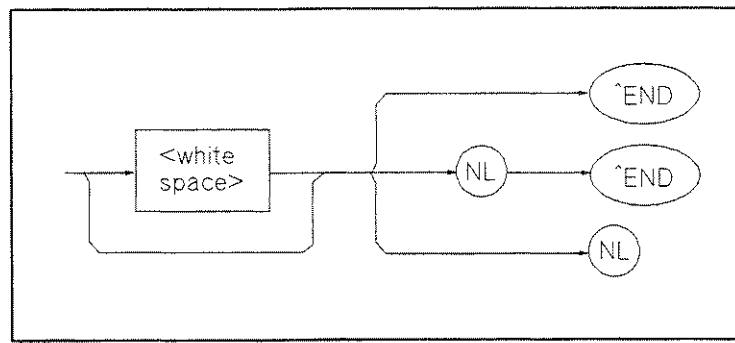 ^END
<white
space>
NL
^END
NL